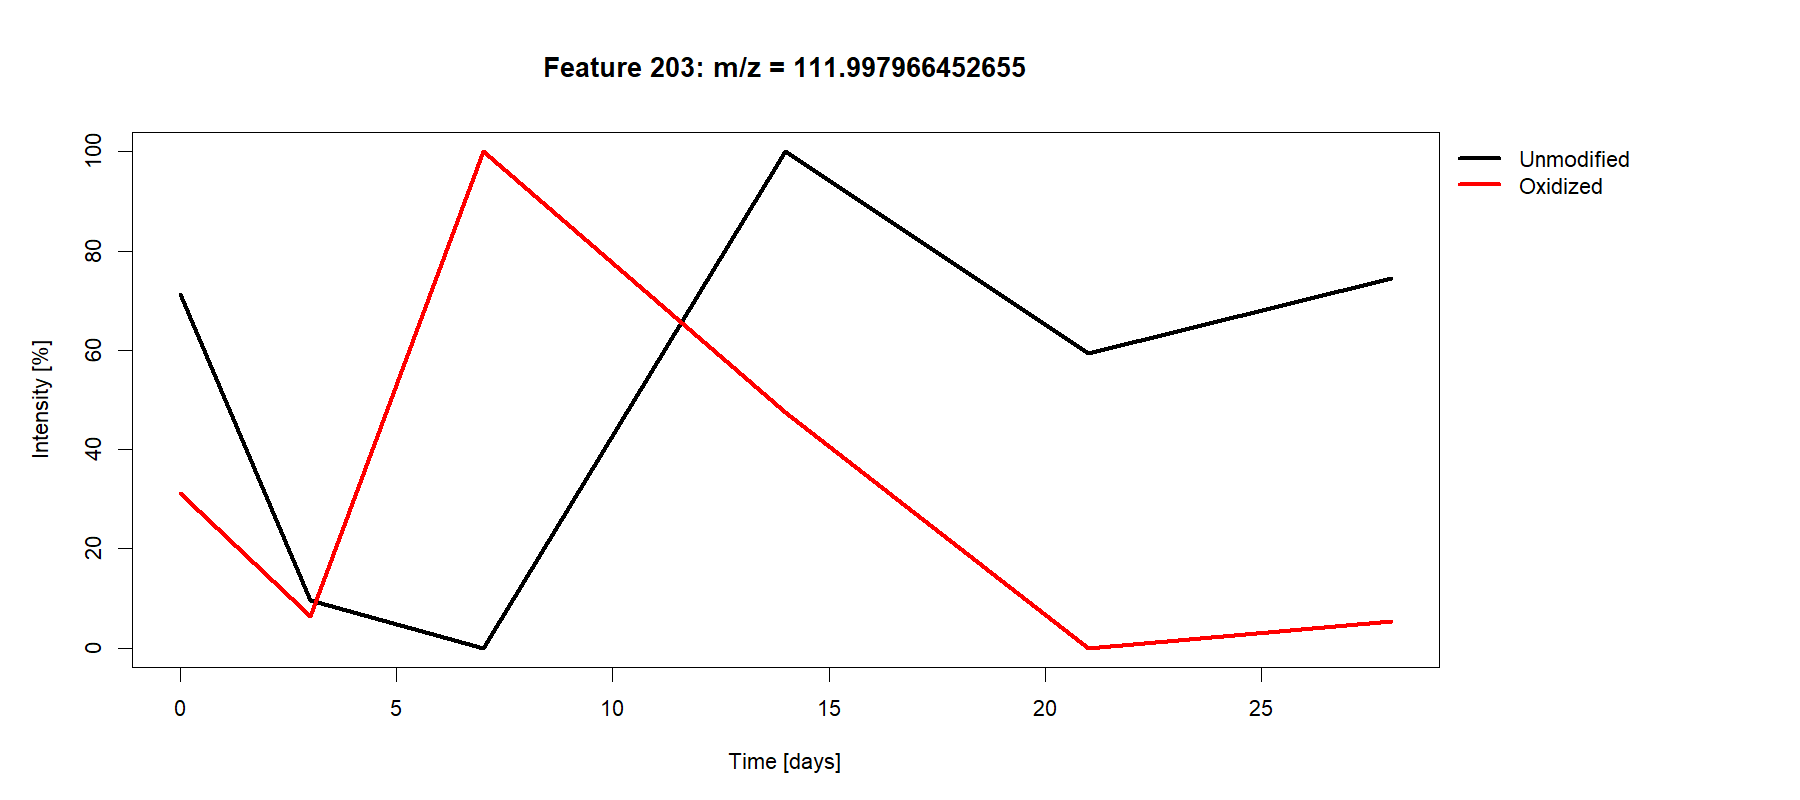 Feature 203: m/z = 111.997966452655
Unmodified
Oxidized
Intensity [%]
100
80
60
40
20
0
0 5 10 15 20 25
Time [days]